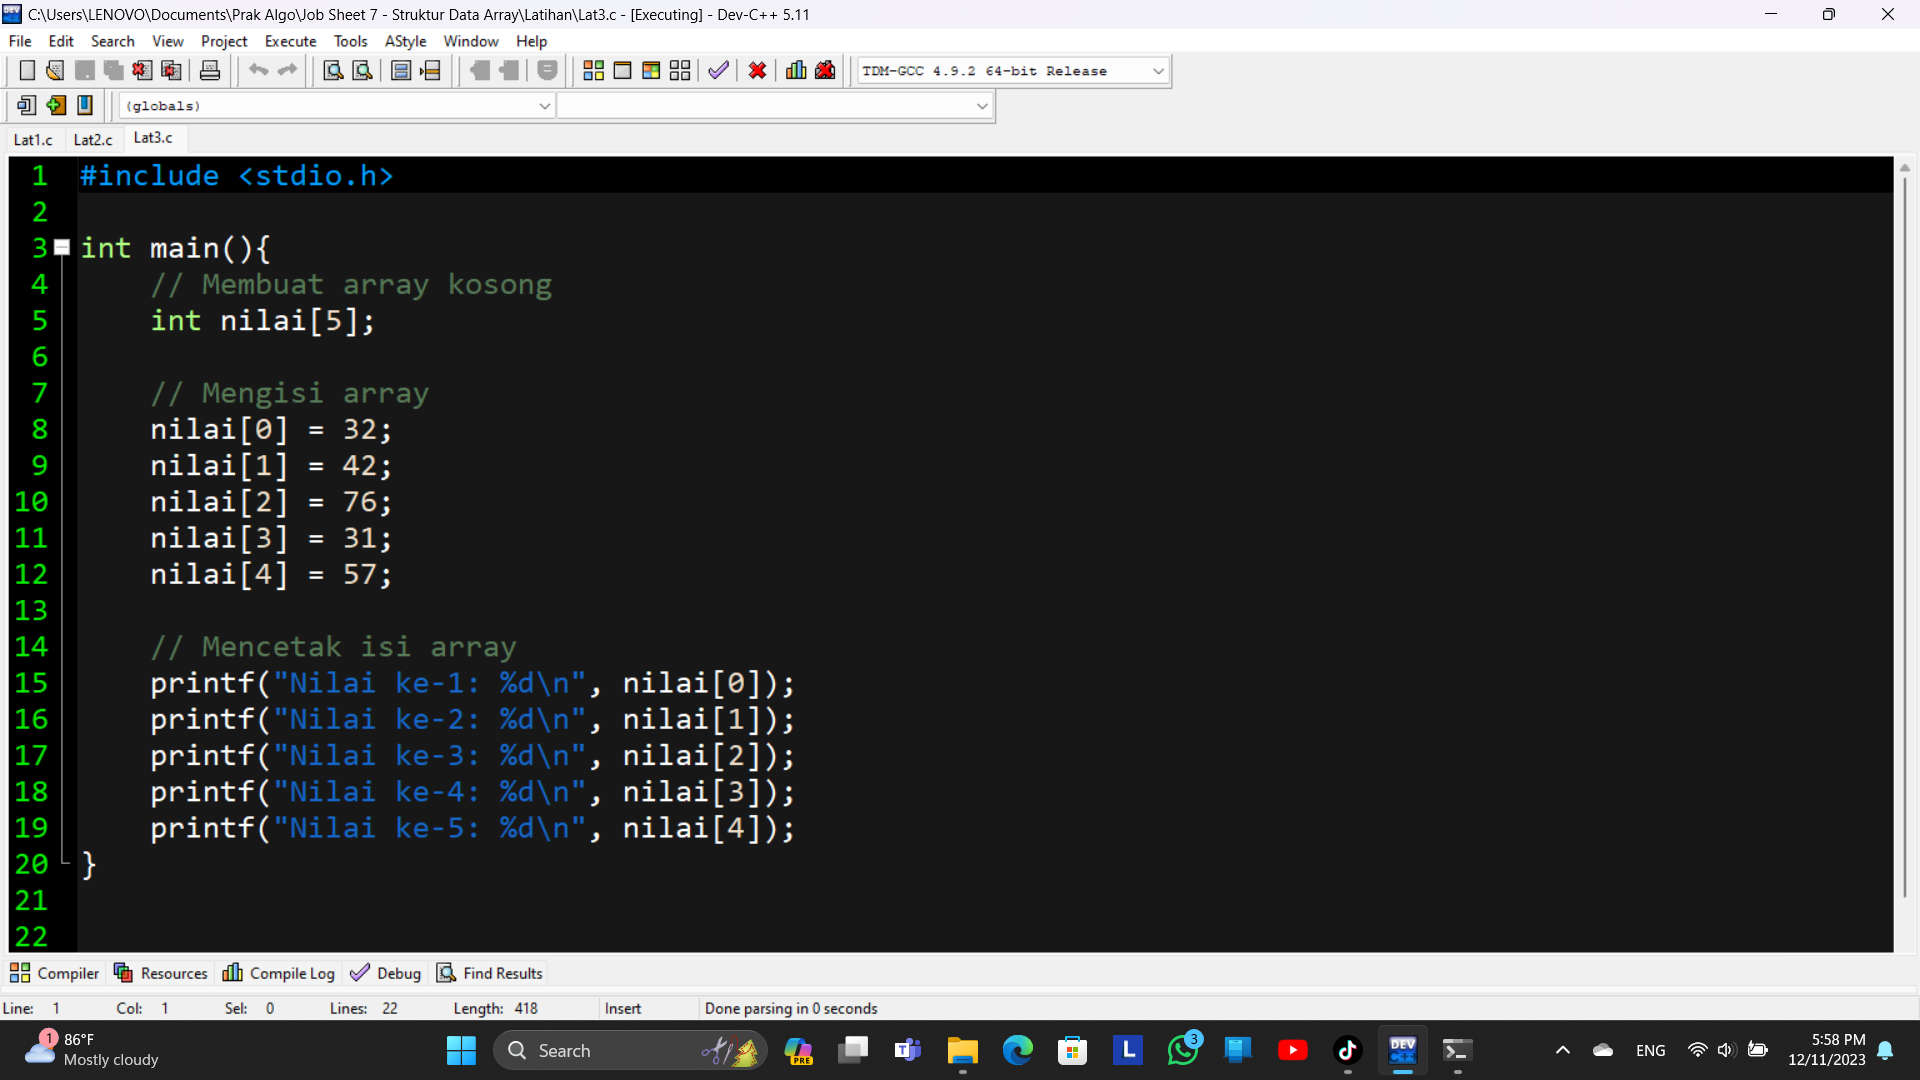 C:\Users\LENOVO\Documents\Prak Algo\Job Sheet 7 - Struktur Data Array\Latihan\Lat3.c - [Executing] - Dev-C++ 5.11
File Edit Search View Project Execute Tools AStyle Window Help
TDM-GCC 4.9.2 64-bit Release
(globals)
Lat1.c Lat2.c Lat3.c
1 #include <stdio.h>
2
3 int main(){
4 // Membuat array kosong
5 int nilai[5];
6
7 // Mengisi array
8 nilai[0] = 32;
9 nilai[1] = 42;
10 nilai[2] = 76;
11 nilai[3] = 31;
12 nilai[4] = 57;
13
14 // Mencetak isi array
15 printf("Nilai ke-1: %d\n", nilai[0]);
16 printf("Nilai ke-2: %d\n", nilai[1]);
17 printf("Nilai ke-3: %d\n", nilai[2]);
18 printf("Nilai ke-4: %d\n", nilai[3]);
19 printf("Nilai ke-5: %d\n", nilai[4]);
20 }
21
22
Compiler Resources Compile Log Debug Find Results
Line: 1 Col: 1 Sel: 0 Lines: 22 Length: 418 Insert Done parsing in 0 seconds
1 86°F
Mostly cloudy
Search
PRE
T
L
3
DEV C++
ENG
5:58 PM
12/11/2023